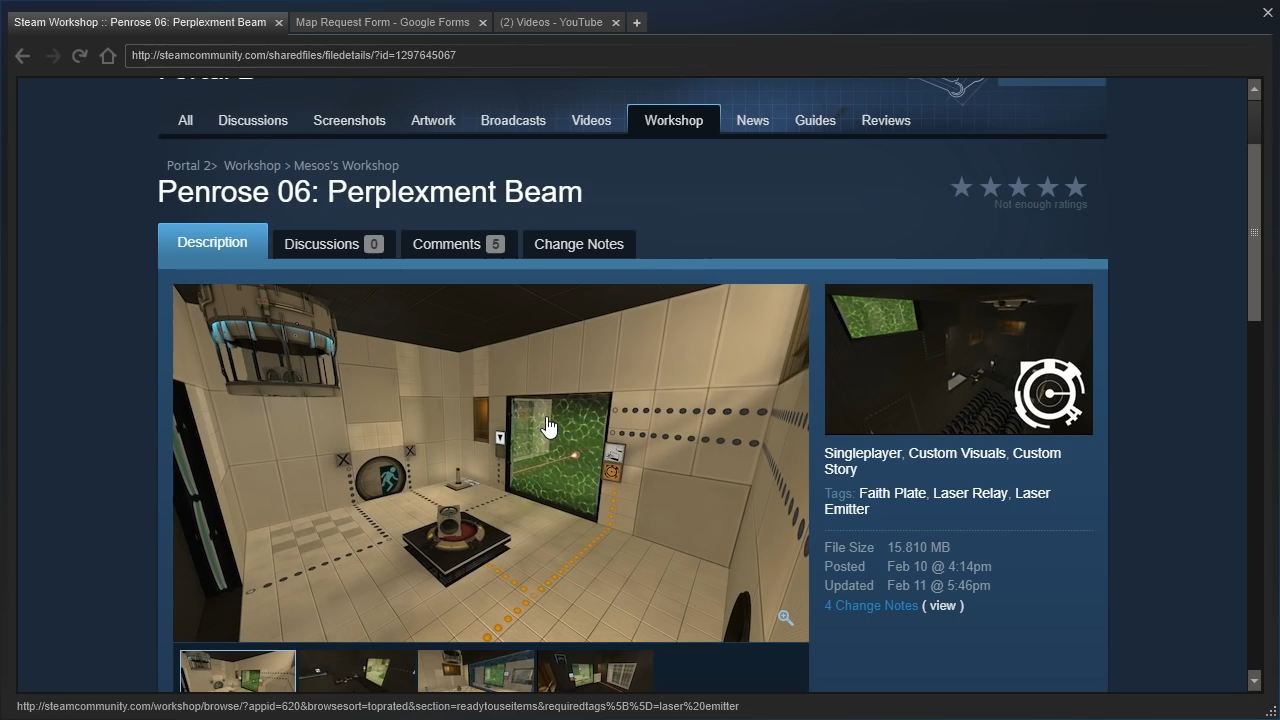 Steam Workshop :: Penrose 06: Perplexment Beam
Map Request Form - Google Forms
(2) Videos - YouTube
http://steamcommunity.com/sharedfiles/filedetails/?id=1297645067
All Discussions Screenshots Artwork Broadcasts Videos Workshop News Guides Reviews
Portal 2> Workshop > Mesos's Workshop
Penrose 06: Perplexment Beam
Not enough ratings
Description Discussions 0 Comments 5 Change Notes
Singleplayer, Custom Visuals, Custom
Story
Tags: Faith Plate, Laser Relay, Laser
Emitter
File Size 15.810 MB
Posted Feb 10 @ 4:14pm
Updated Feb 11 @ 5:46pm
4 Change Notes ( view )
http://steamcommunity.com/workshop/browse/?appid=620&browsesort=toprated&section=readytouseitems&requiredtags%5B%5D=laser%20emitter